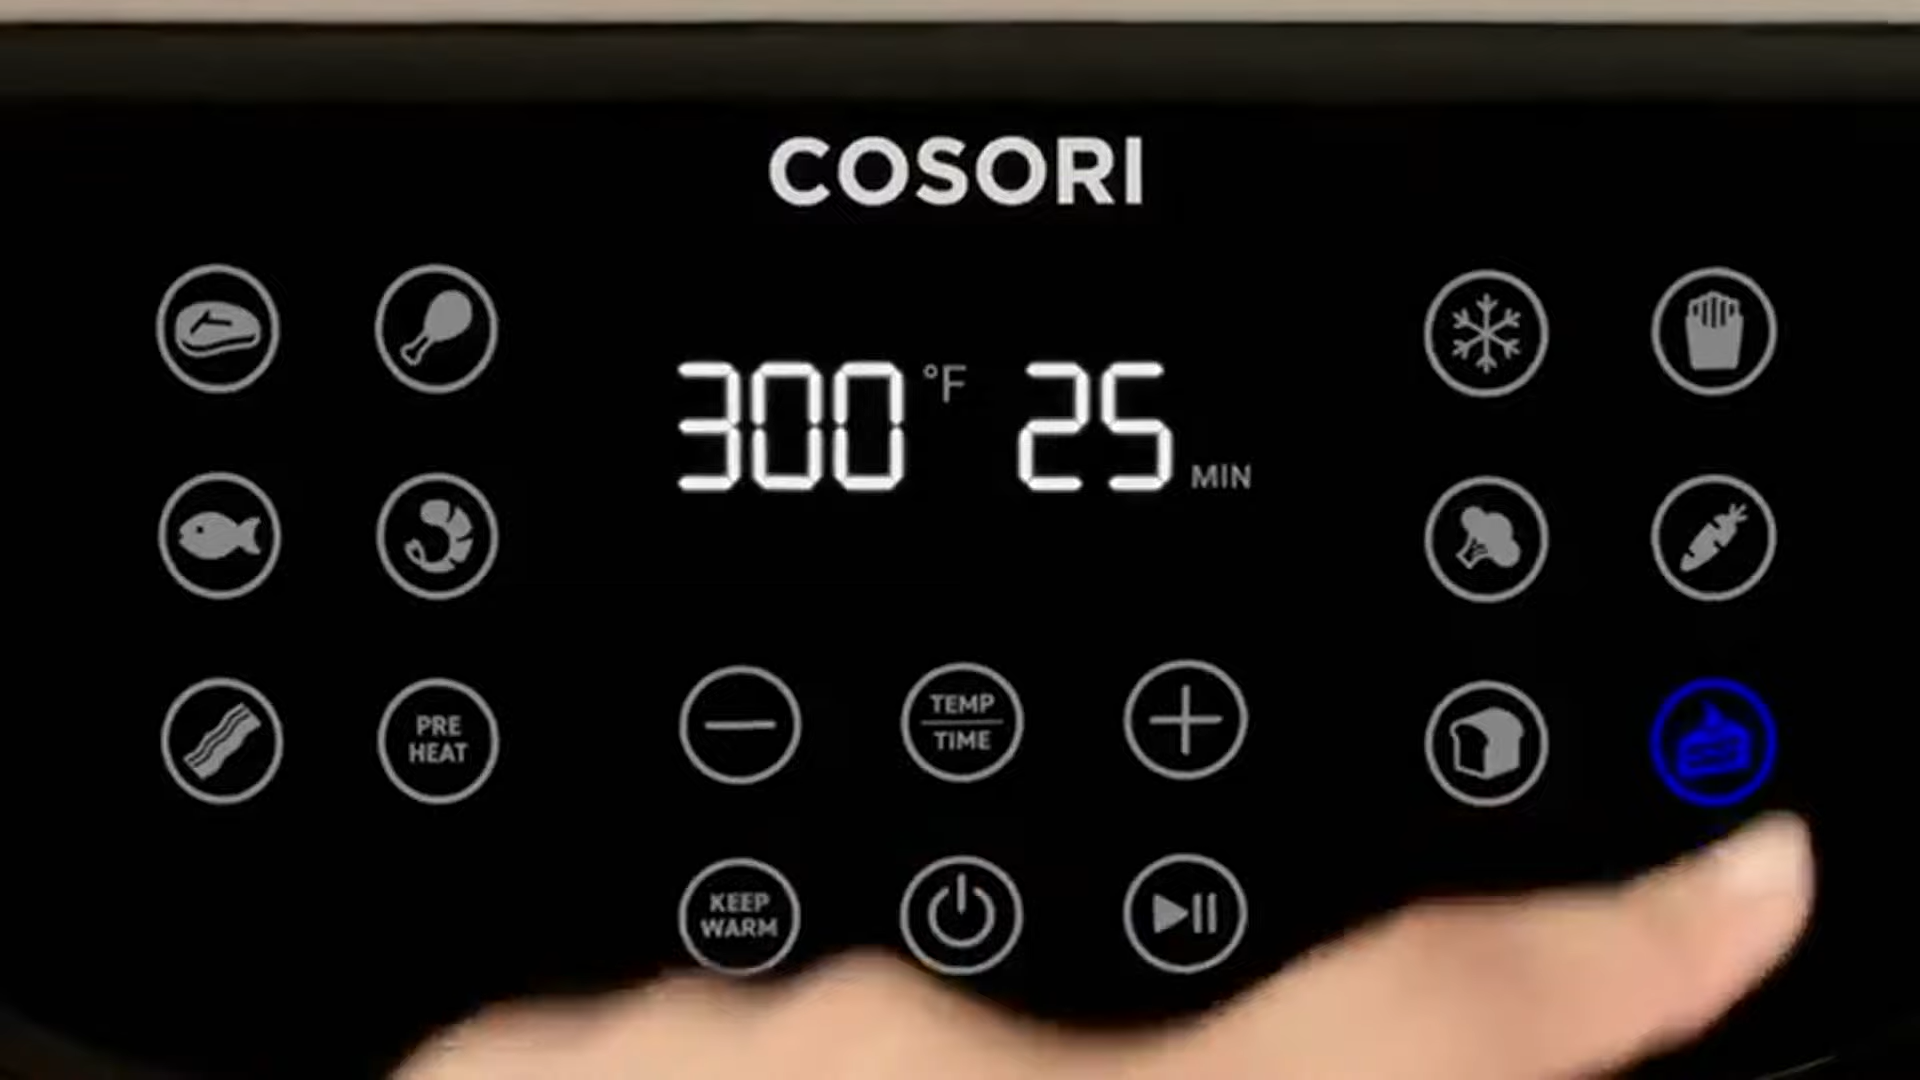 COSORI
300 °F 25 MIN
PRE
HEAT
TEMP
TIME
KEEP
WARM